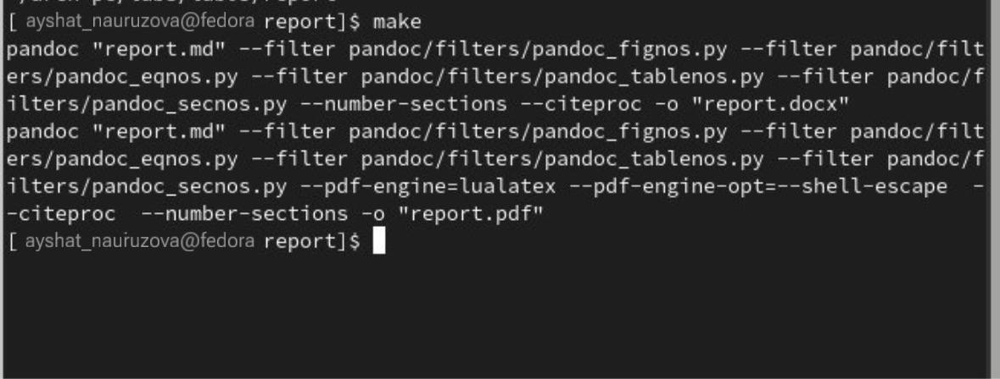 [ ayshat_nauruzova@fedora report]$ make
pandoc "report.md" --filter pandoc/filters/pandoc_fignos.py --filter pandoc/filt
ers/pandoc_eqnos.py --filter pandoc/filters/pandoc_tablenos.py --filter pandoc/f
ilters/pandoc_secnos.py --number-sections --citeproc -o "report.docx"
pandoc "report.md" --filter pandoc/filters/pandoc_fignos.py --filter pandoc/filt
ers/pandoc_eqnos.py --filter pandoc/filters/pandoc_tablenos.py --filter pandoc/f
ilters/pandoc_secnos.py --pdf-engine=lualatex --pdf-engine-opt=--shell-escape  -
-citeproc  --number-sections -o "report.pdf"
[ ayshat_nauruzova@fedora report]$